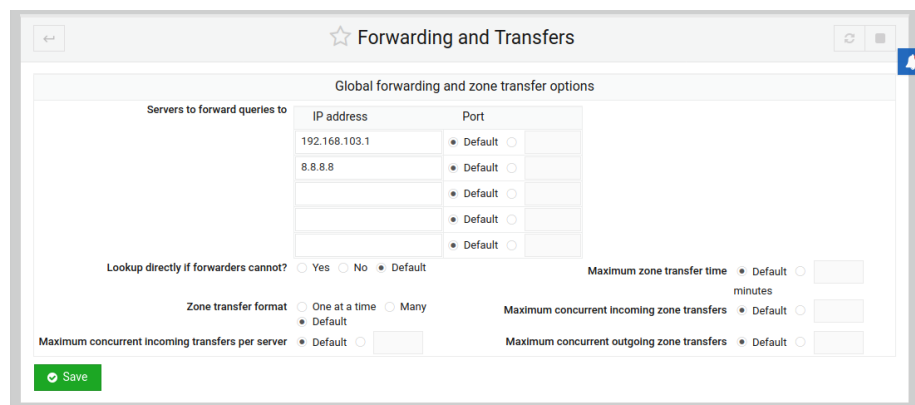 Forwarding and Transfers
Global forwarding and zone transfer options
Servers to forward queries to
IP address Port
192.168.103.1 Default
8.8.8.8 Default
Default
Default
Default
Lookup directly if forwarders cannot? Yes No Default
Maximum zone transfer time Default
minutes
Zone transfer format One at a time Many
Default
Maximum concurrent incoming zone transfers Default
Maximum concurrent incoming transfers per server Default
Maximum concurrent outgoing zone transfers Default
Save